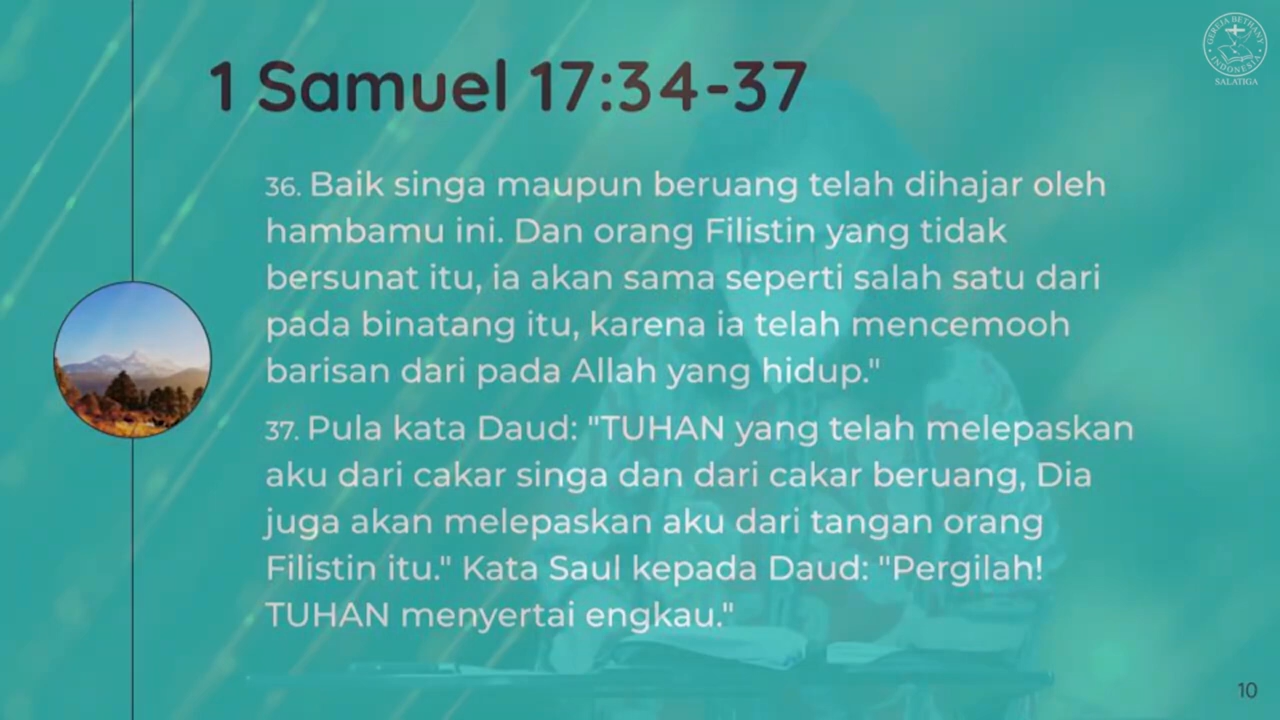 1 Samuel 17:34-37
GEREJA BETHANY
INDONESIA
SALATIGA
36. Baik singa maupun beruang telah dihajar oleh
hambamu ini. Dan orang Filistin yang tidak
bersunat itu, ia akan sama seperti salah satu dari
pada binatang itu, karena ia telah mencemooh
barisan dari pada Allah yang hidup."
37. Pula kata Daud: "TUHAN yang telah melepaskan
aku dari cakar singa dan dari cakar beruang, Dia
juga akan melepaskan aku dari tangan orang
Filistin itu." Kata Saul kepada Daud: "Pergilah!
TUHAN menyertai engkau."
10